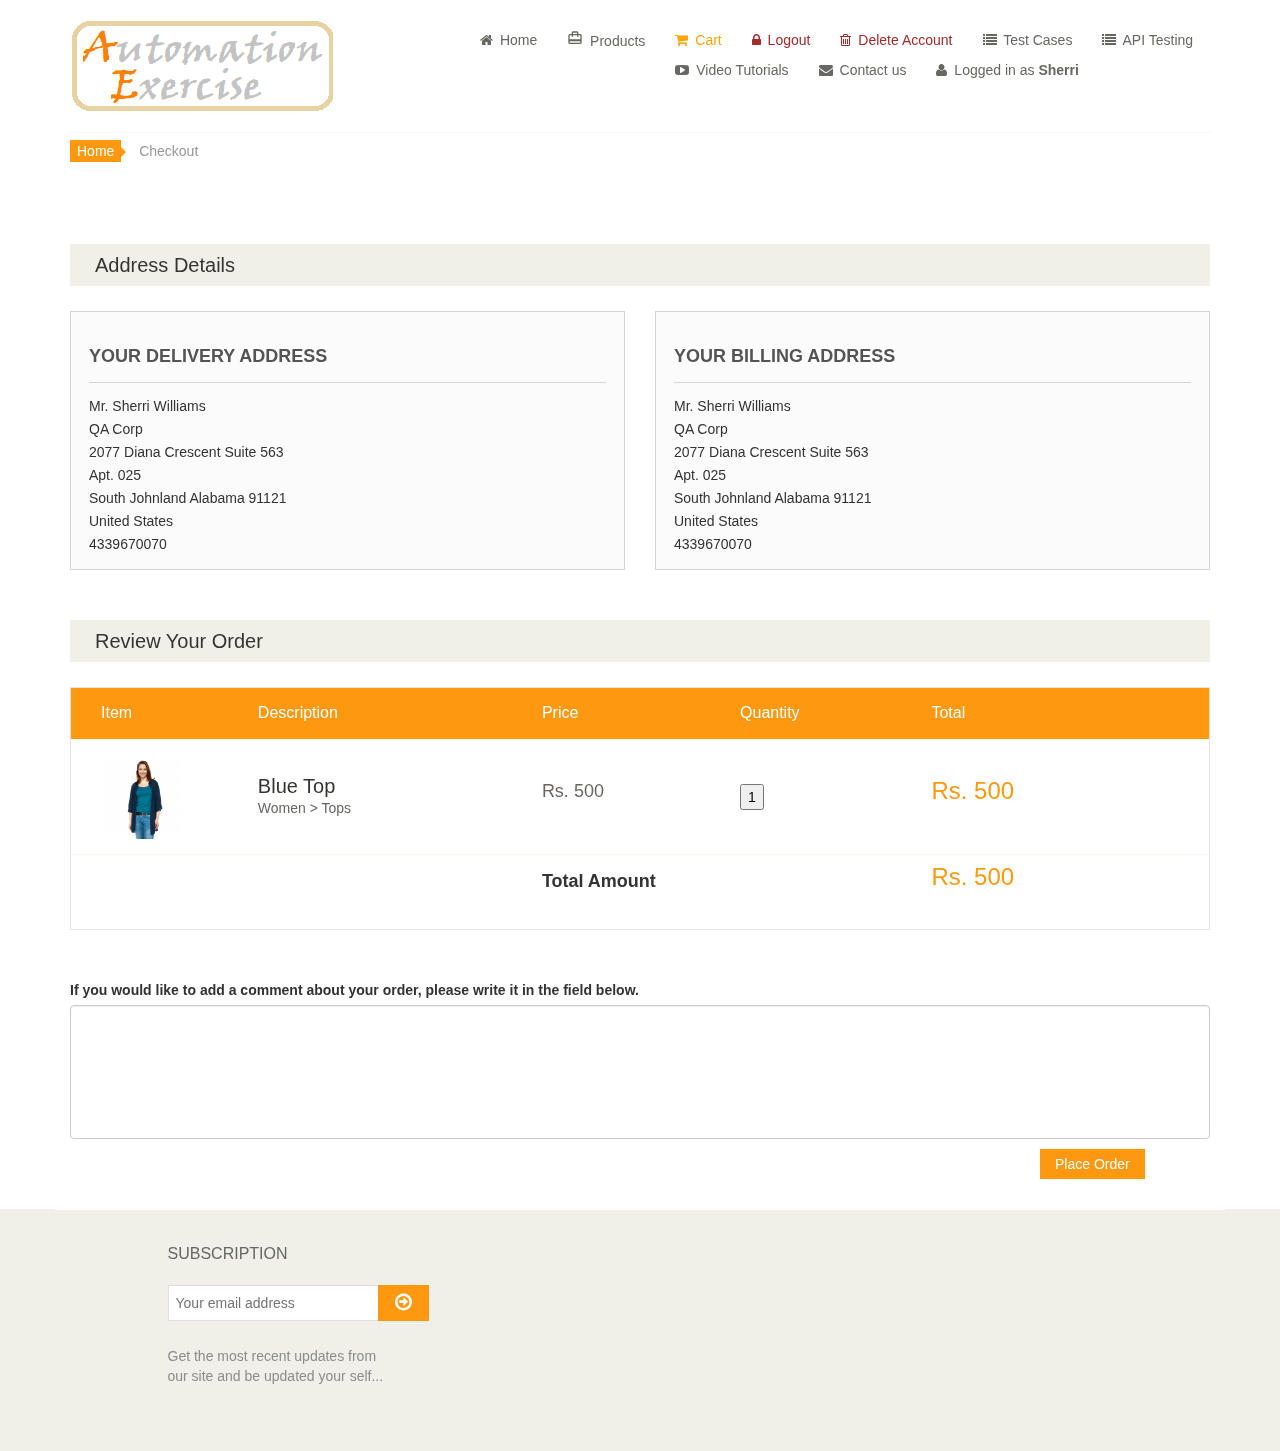 Automation
Exercise
Home
Products
Cart
Logout
Delete Account
Test Cases
API Testing
Video Tutorials
Contact us
Logged in as Sherri
Home
Checkout
Address Details
YOUR DELIVERY ADDRESS
Mr. Sherri Williams
QA Corp
2077 Diana Crescent Suite 563
Apt. 025
South Johnland Alabama 91121
United States
4339670070
YOUR BILLING ADDRESS
Mr. Sherri Williams
QA Corp
2077 Diana Crescent Suite 563
Apt. 025
South Johnland Alabama 91121
United States
4339670070
Review Your Order
Item Description Price Quantity Total
Blue Top
Women > Tops
Rs. 500
1
Rs. 500
Total Amount
Rs. 500
If you would like to add a comment about your order, please write it in the field below.
Place Order
SUBSCRIPTION
Your email address
Get the most recent updates from
our site and be updated your self...